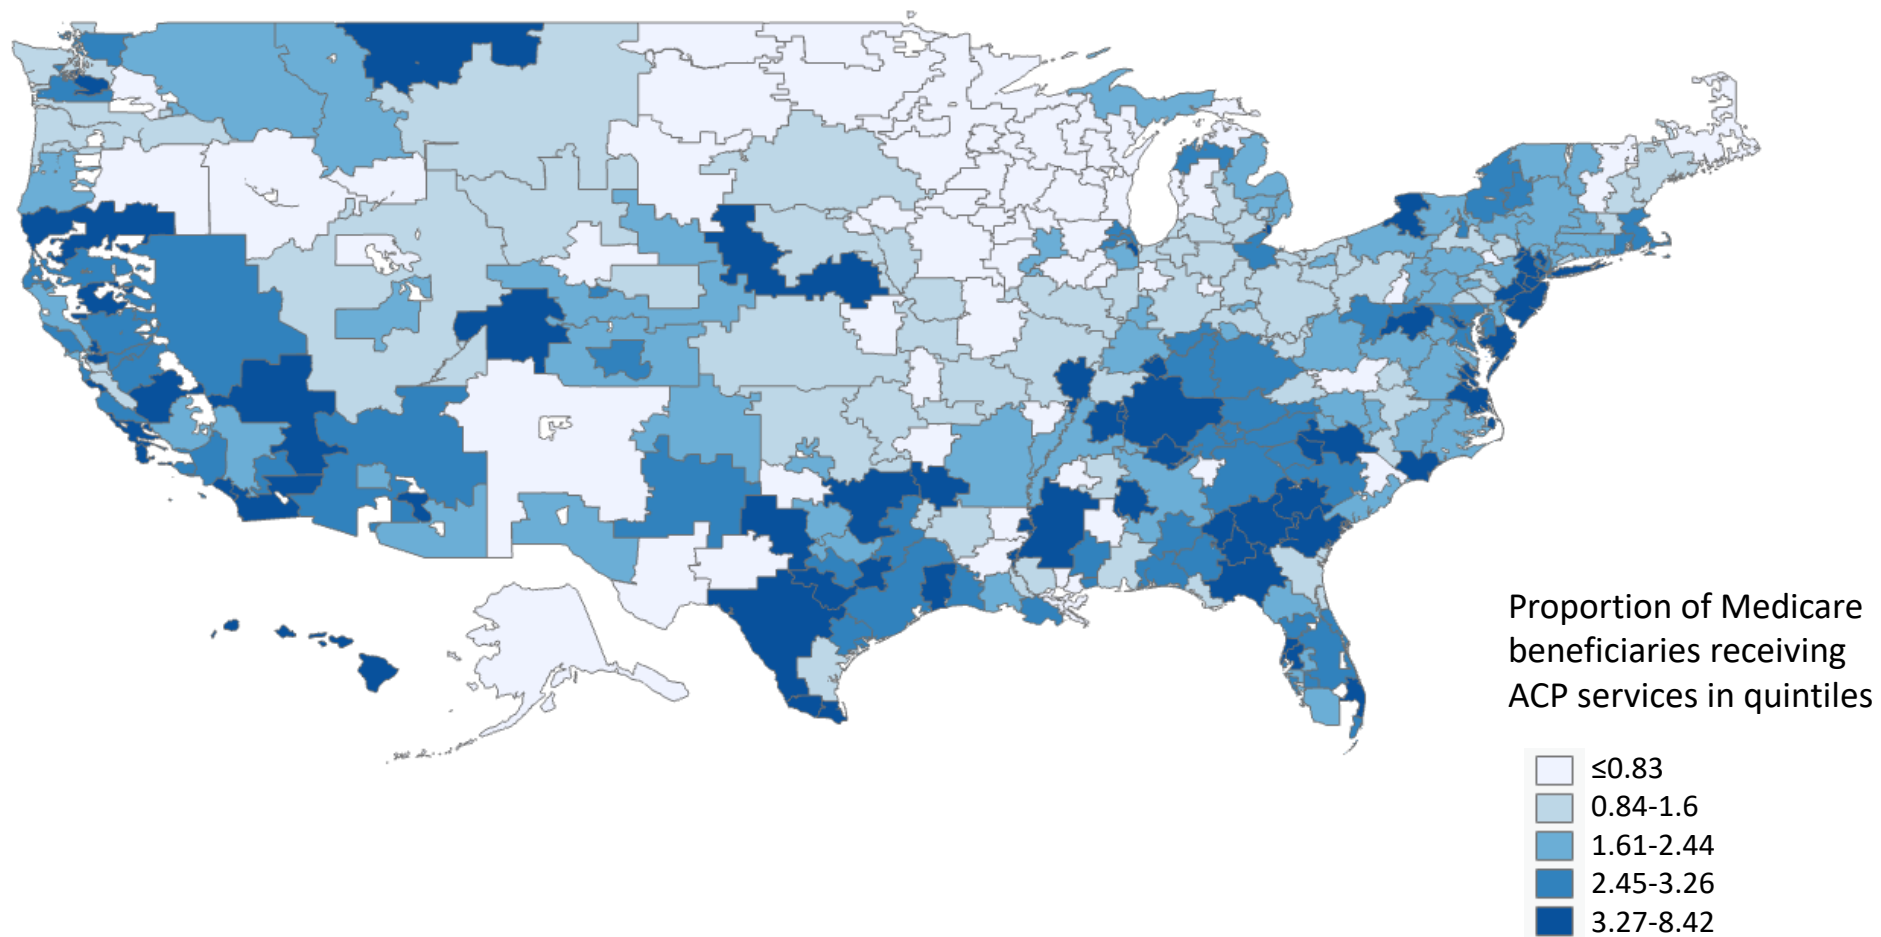 Proportion of Medicare
beneficiaries receiving
ACP services in quintiles
≤0.83
0.84-1.6
1.61-2.44
2.45-3.26
3.27-8.42